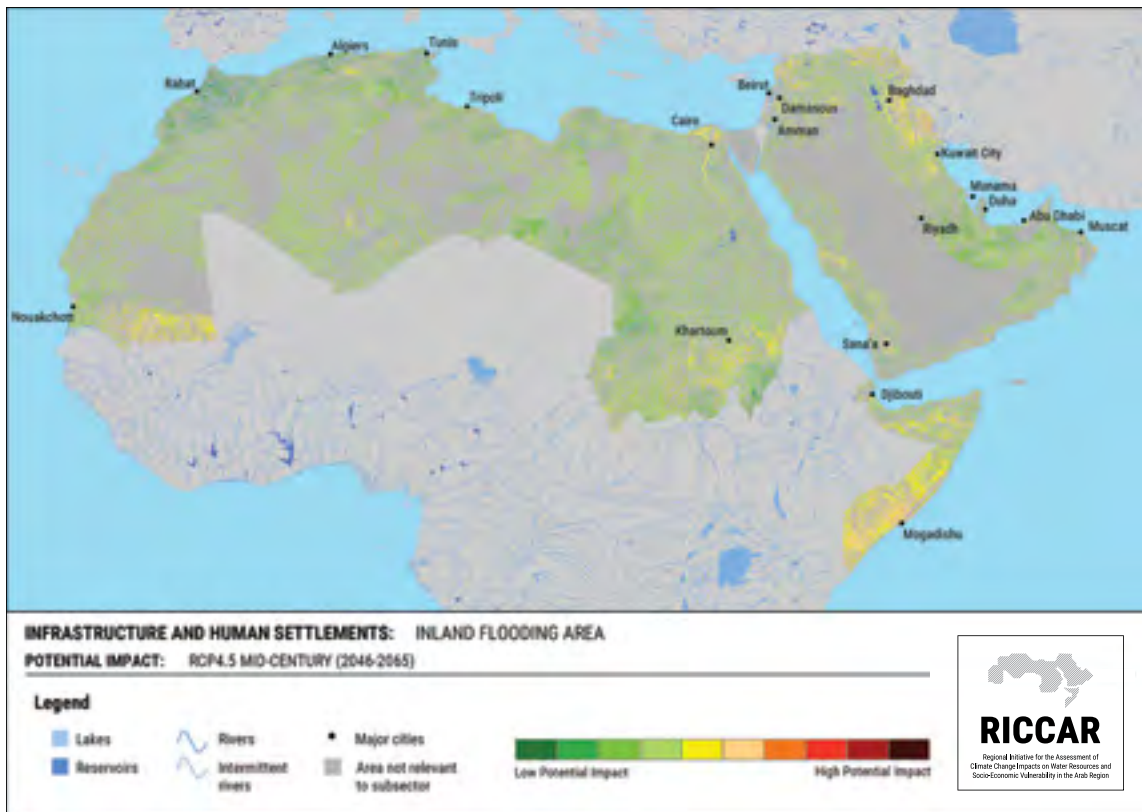 Algiers
Tunis
Rabat
Tripoli
Beirut
Damascus
Amman
Baghdad
Cairo
Kuwait City
Manama
Doha
Abu Dhabi
Muscat
Riyadh
Nouakchott
Khartoum
Sana'a
Djibouti
Mogadishu
INFRASTRUCTURE AND HUMAN SETTLEMENTS: INLAND FLOODING AREA
POTENTIAL IMPACT: RCP4.5 MID-CENTURY (2046-2065)
Legend
Lakes
Reservoirs
Rivers
Intermittent
rivers
Major cities
Area not relevant
to subsector
Low Potential Impact
High Potential Impact
RICCAR
Regional Initiative for the Assessment of
Climate Change Impacts on Water Resources and
Socio-Economic Vulnerability in the Arab Region